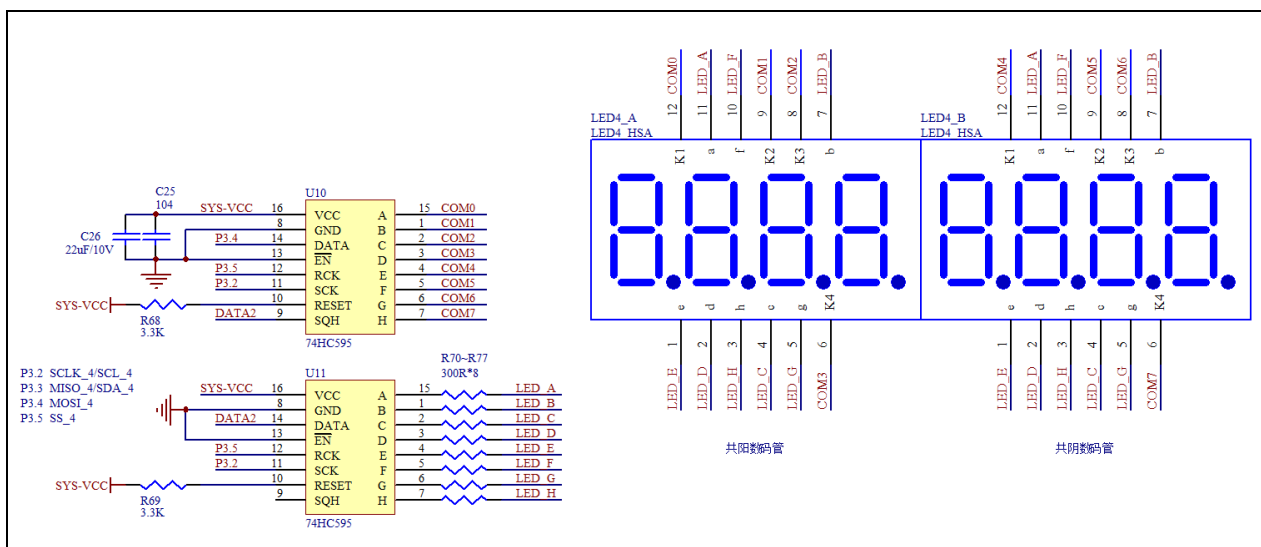 COM0 LED_A LED_F COM1 COM2 LED_B
12 11 10 9 8 7
LED4_A
LED4_HSA
K1 a f K2 K3 b
e d h c g K4
1 2 3 4 5 6
LED_E LED_D LED_H LED_C LED_G COM3
共阳数码管
COM4 LED_A LED_F COM5 COM6 LED_B
12 11 10 9 8 7
LED4_B
LED4_HSA
K1 a f K2 K3 b
e d h c g K4
1 2 3 4 5 6
LED_E LED_D LED_H LED_C LED_G COM7
共阴数码管
C25
104
C26
22uF/10V
U10
SYS-VCC 16 VCC A 15 COM0
8 GND B 1 COM1
P3.4 14 DATA C 2 COM2
13 EN D 3 COM3
P3.5 12 RCK E 4 COM4
P3.2 11 SCK F 5 COM5
SYS-VCC 10 RESET G 6 COM6
DATA2 9 SQH H 7 COM7
R68
3.3K
74HC595
P3.2 SCLK_4/SCL_4
P3.3 MISO_4/SDA_4
P3.4 MOSI_4
P3.5 SS_4
R70~R77
300R*8
U11
SYS-VCC 16 VCC A 15 LED_A
8 GND B 1 LED_B
DATA2 14 DATA C 2 LED_C
13 EN D 3 LED_D
P3.5 12 RCK E 4 LED_E
P3.2 11 SCK F 5 LED_F
SYS-VCC 10 RESET G 6 LED_G
9 SQH H 7 LED_H
R69
3.3K
74HC595